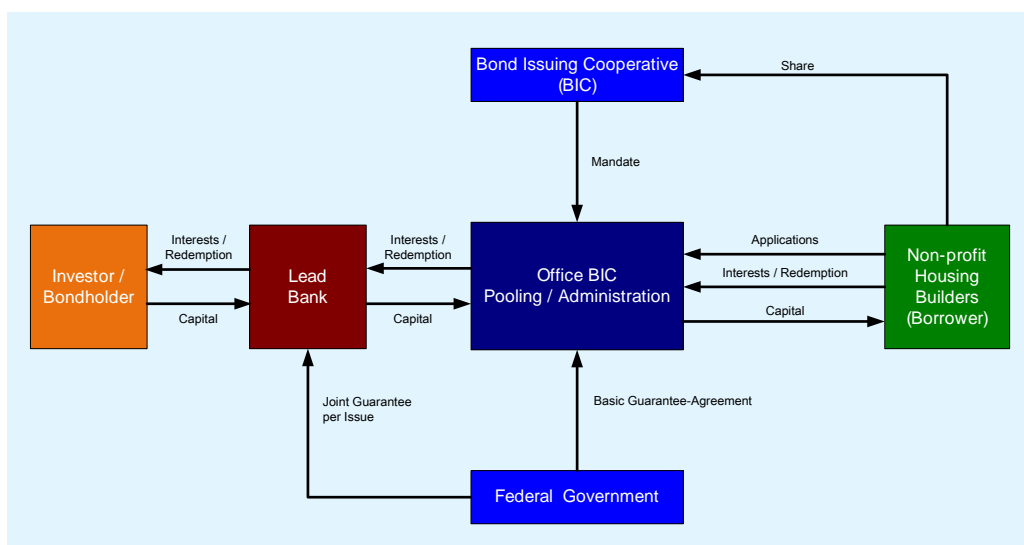 Bond Issuing Cooperative
(BIC)
Share
Mandate
Investor /
Bondholder
Interests /
Redemption
Capital
Lead
Bank
Interests /
Redemption
Capital
Office BIC
Pooling / Administration
Applications
Interests / Redemption
Capital
Non-profit
Housing
Builders
(Borrower)
Joint Guarantee
per Issue
Basic Guarantee-Agreement
Federal Government